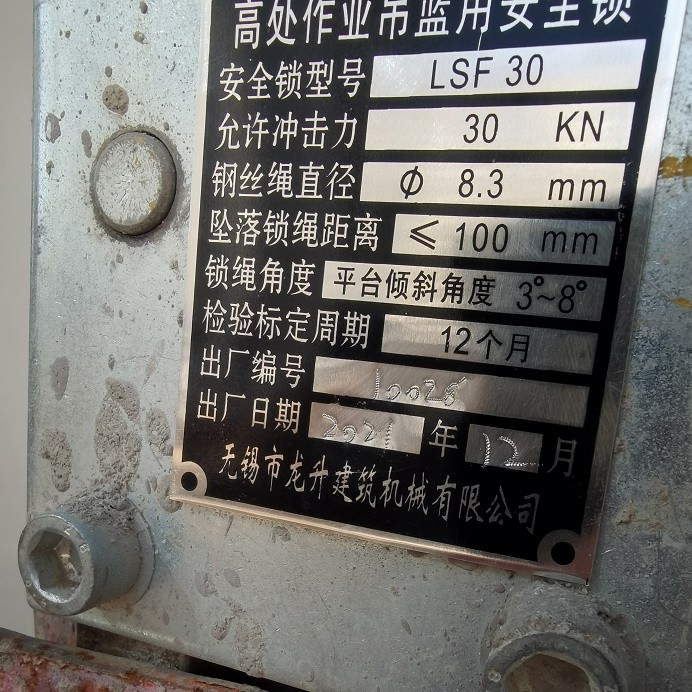 高处作业吊篮用安全锁
安全锁型号 LSF 30
允许冲击力 30 KN
钢丝绳直径 Φ 8.3 mm
坠落锁绳距离 ≤100 mm
锁绳角度 平台倾斜角度 3°~8°
检验标定周期 12个月
出厂编号 10025
出厂日期 2021 年 12 月
无锡市龙升建筑机械有限公司